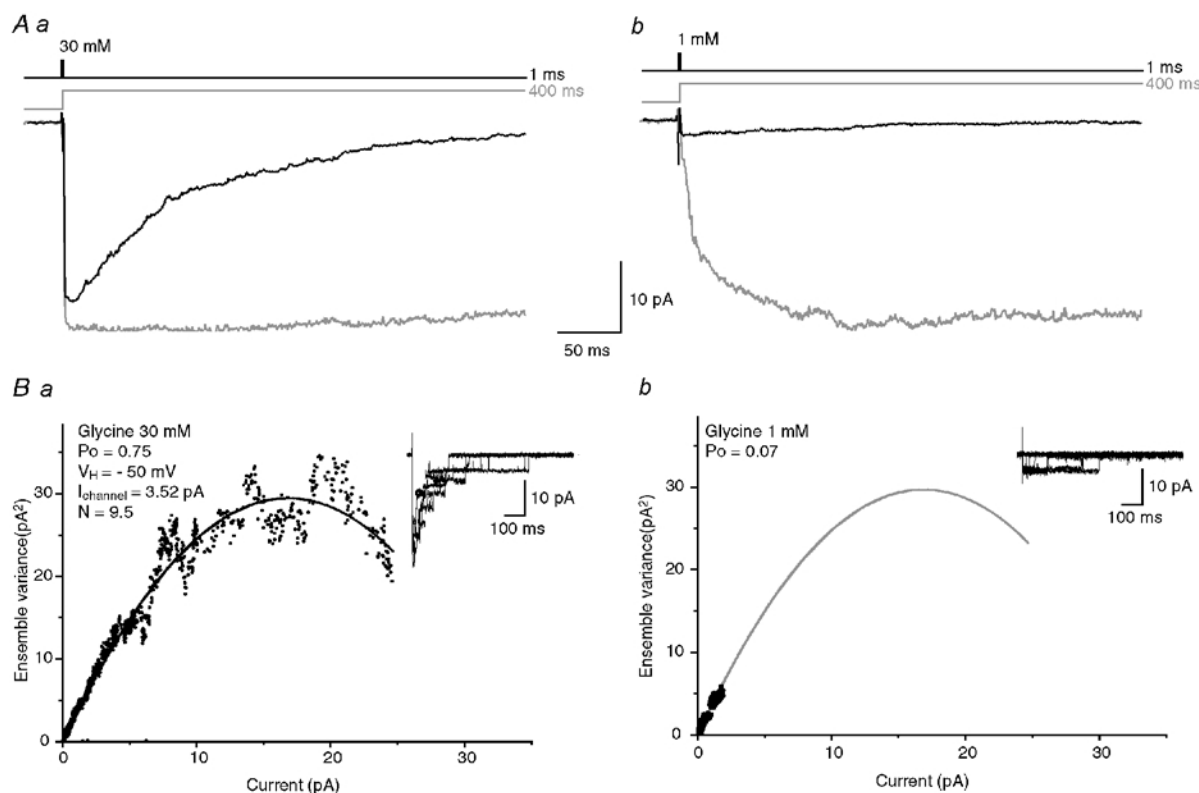 A a
b
30 mM
1 mM
1 ms
400 ms
1 ms
400 ms
10 pA
50 ms
B a
b
Glycine 30 mM
Po = 0.75
VH = - 50 mV
Ichannel = 3.52 pA
N = 9.5
10 pA
100 ms
Ensemble variance(pA²)
30
20
10
0
0
10
20
30
Current (pA)
Glycine 1 mM
Po = 0.07
10 pA
100 ms
Ensemble variance(pA²)
30
20
10
0
0
10
20
30
Current (pA)